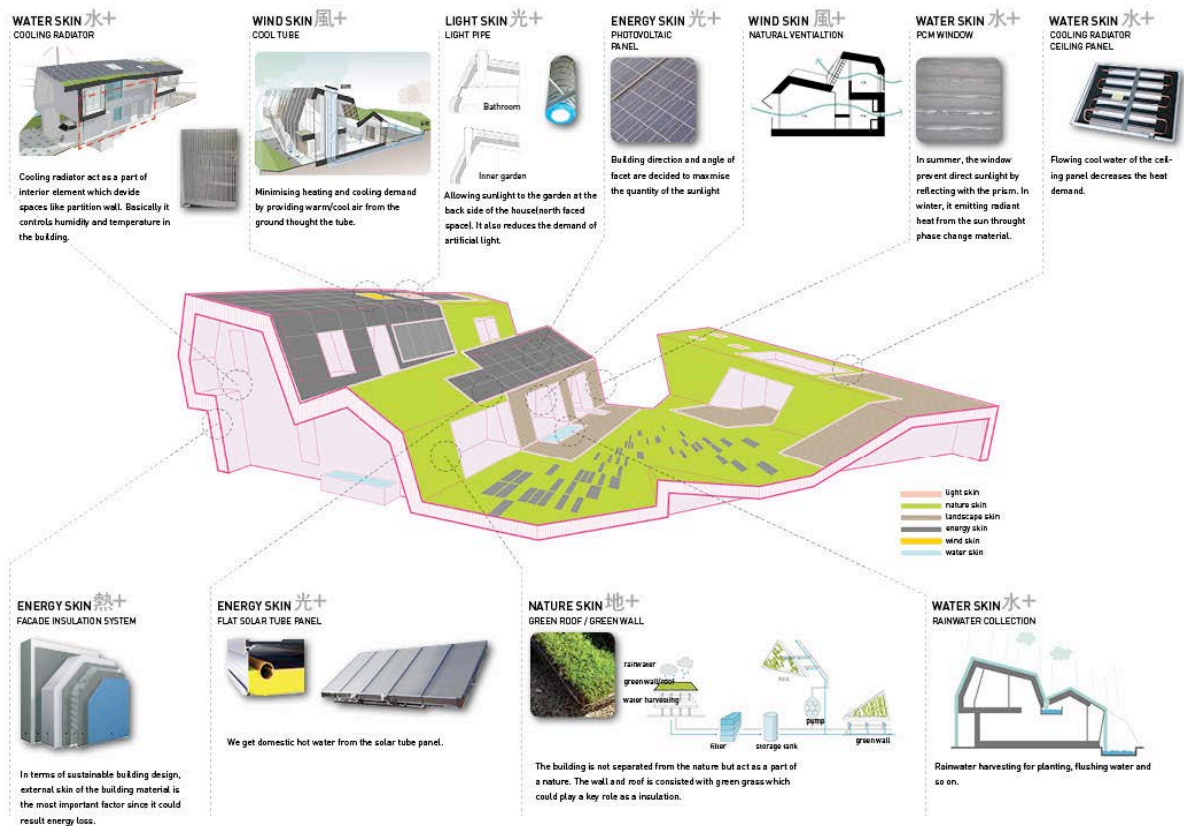 WATER SKIN 水+
COOLING RADIATOR
Cooling radiator act as a part of
interior element which devide
spaces like partition wall. Basically it
controls humidity and temperature in
the building.
WIND SKIN 風+
COOL TUBE
Minimising heating and cooling demand
by providing warm/cool air from the
ground thought the tube.
LIGHT SKIN 光+
LIGHT PIPE
Bathroom
Inner garden
Allowing sunlight to the garden at the
back side of the house(north faced
space). It also reduces the demand of
artificial light.
ENERGY SKIN 光+
PHOTOVOLTAIC
PANEL
Building direction and angle of
facet are decided to maxmise
the quantity of the sunlight
WIND SKIN 風+
NATURAL VENTIALTION
WATER SKIN 水+
PCM WINDOW
In summer, the window
prevent direct sunlight by
reflecting with the prism. In
winter, it emitting radiant
heat from the sun throught
phase change material.
WATER SKIN 水+
COOLING RADIATOR
CEILING PANEL
Flowing cool water of the ceil-
ing panel decreases the heat
demand.
light skin
nature skin
landscape skin
energy skin
wind skin
water skin
ENERGY SKIN 熱+
FACADE INSULATION SYSTEM
In terms of sustainable building design,
external skin of the building material is
the most important factor since it could
result energy loss.
ENERGY SKIN 光+
FLAT SOLAR TUBE PANEL
We get domestic hot water from the solar tube panel.
NATURE SKIN 地+
GREEN ROOF / GREEN WALL
rainwater
greenwall/roof
water harvesting
filter
storage tank
pump
greenwall
The building is not separated from the nature but act as a part of
a nature. The wall and roof is consisted with green grass which
could play a key role as a insulation.
WATER SKIN 水+
RAINWATER COLLECTION
Rainwater harvesting for planting, flushing water and
so on.